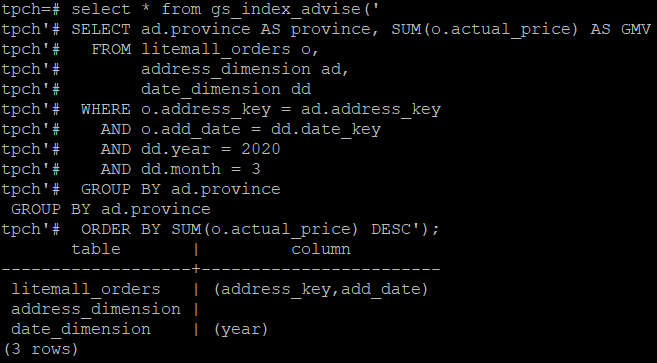 tpch=# select * from gs_index_advise('
tpch'# SELECT ad.province AS province, SUM(o.actual_price) AS GMV
tpch'#   FROM litemall_orders o,
tpch'#        address_dimension ad,
tpch'#        date_dimension dd
tpch'#  WHERE o.address_key = ad.address_key
tpch'#    AND o.add_date = dd.date_key
tpch'#    AND dd.year = 2020
tpch'#    AND dd.month = 3
tpch'#  GROUP BY ad.province
 GROUP BY ad.province
tpch'#  ORDER BY SUM(o.actual_price) DESC');
       table       |         column
-------------------+------------------------
 litemall_orders   | (address_key,add_date)
 address_dimension |
 date_dimension    | (year)
(3 rows)